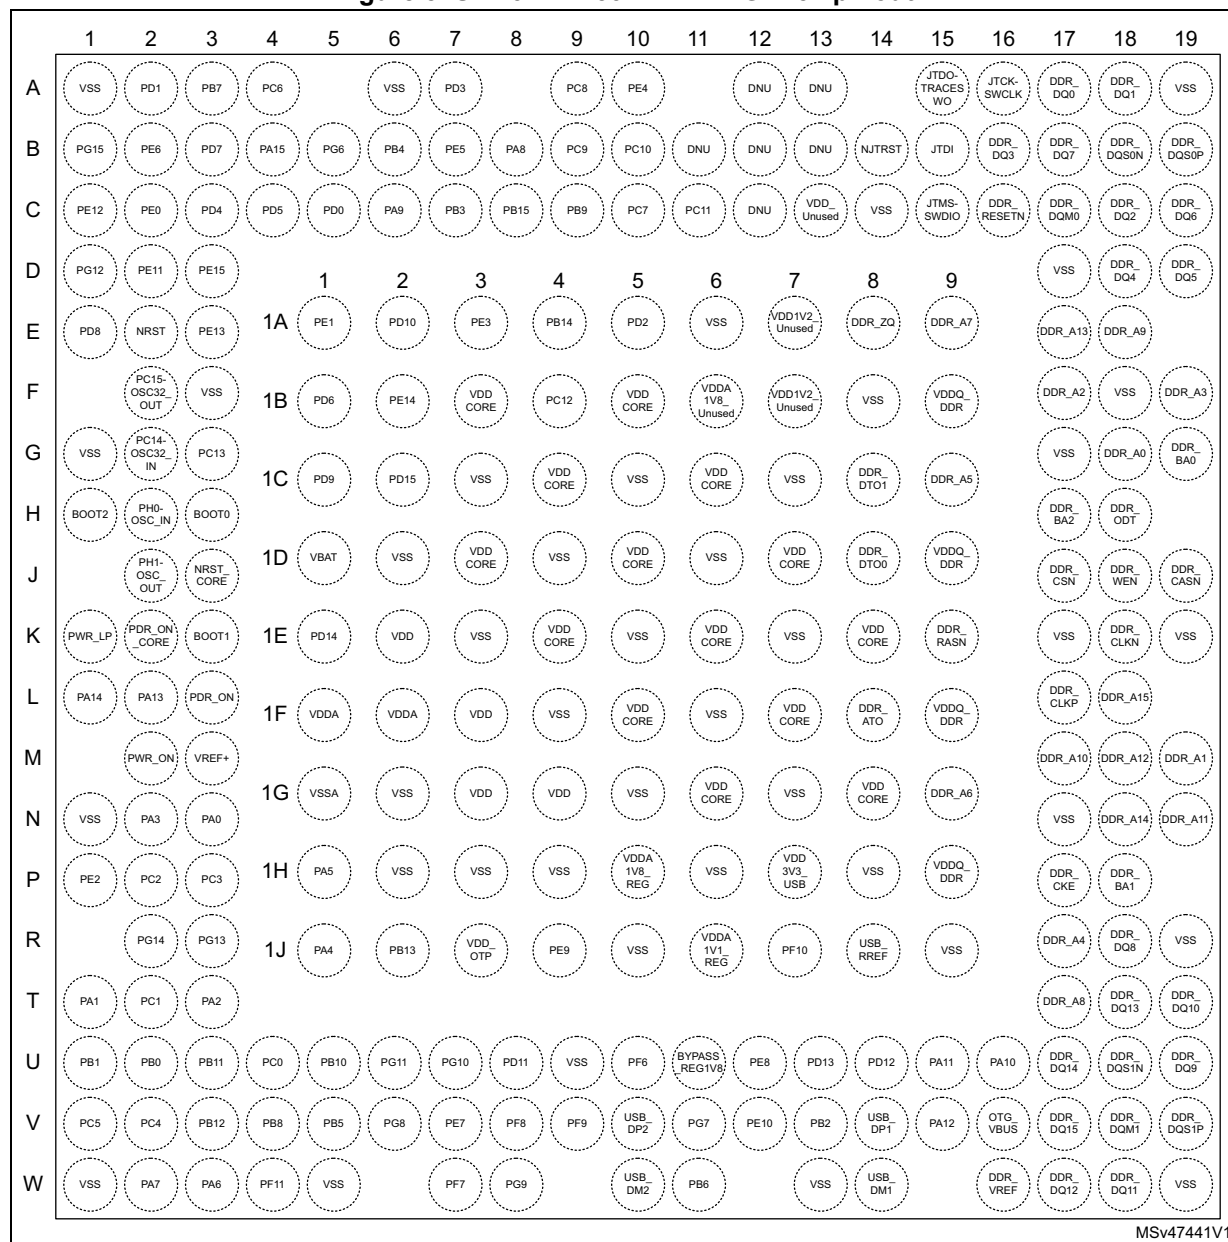 1 2 3 4 5 6 7 8 9 10 11 12 13 14 15 16 17 18 19
A VSS PD1 PB7 PC6 VSS PD3 PC8 PE4 DNU DNU JTDO-TRACESWO JTCK-SWCLK DDR_DQ0 DDR_DQ1 VSS
B PG15 PE6 PD7 PA15 PG6 PB4 PE5 PA8 PC9 PC10 DNU DNU DNU NJTRST JTDI DDR_DQ3 DDR_DQ7 DDR_DQS0N DDR_DQS0P
C PE12 PE0 PD4 PD5 PD0 PA9 PB3 PB15 PB9 PC7 PC11 DNU VDD_Unused VSS JTMS-SWDIO DDR_RESETN DDR_DQM0 DDR_DQ2 DDR_DQ6
D PG12 PE11 PE15 VSS DDR_DQ4 DDR_DQ5
1 2 3 4 5 6 7 8 9
1A PE1 PD10 PE3 PB14 PD2 VSS VDD1V2_Unused DDR_ZQ DDR_A7
E PD8 NRST PE13 DDR_A13 DDR_A9
F PC15-OSC32_OUT VSS DDR_A2 VSS DDR_A3
1B PD6 PE14 VDD CORE PC12 VDD CORE VDDA 1V8_Unused VDD1V2_Unused VSS VDDQ_DDR
G VSS PC14-OSC32_IN PC13 VSS DDR_A0 DDR_BA0
1C PD9 PD15 VSS VDD CORE VSS VDD CORE VSS DDR_DTO1 DDR_A5
H BOOT2 PH0-OSC_IN BOOT0 DDR_BA2 DDR_ODT
1D VBAT VSS VDD CORE VSS VDD CORE VSS VDD CORE DDR_DTO0 VDDQ_DDR
J PH1-OSC_OUT NRST_CORE DDR_CSN DDR_WEN DDR_CASN
K PWR_LP PDR_ON_CORE BOOT1 VSS DDR_CLKN VSS
1E PD14 VDD VSS VDD CORE VSS VDD CORE VSS VDD CORE DDR_RASN
L PA14 PA13 PDR_ON DDR_CLKP DDR_A15
1F VDDA VDDA VDD VSS VDD CORE VSS VDD CORE DDR_ATO VDDQ_DDR
M PWR_ON VREF+ DDR_A10 DDR_A12 DDR_A1
1G VSSA VSS VDD VDD VSS VDD CORE VSS VDD CORE DDR_A6
N VSS PA3 PA0 VSS DDR_A14 DDR_A11
1H PA5 VSS VSS VSS VDDA 1V8_REG VSS VDD 3V3_USB VSS VDDQ_DDR
P PE2 PC2 PC3 DDR_CKE DDR_BA1
R PG14 PG13 DDR_A4 DDR_DQ8 VSS
1J PA4 PB13 VDD_OTP PE9 VSS VDDA 1V1_REG PF10 USB_RREF VSS
T PA1 PC1 PA2 DDR_A8 DDR_DQ13 DDR_DQ10
U PB1 PB0 PB11 PC0 PB10 PG11 PG10 PD11 VSS PF6 BYPASS_REG1V8 PE8 PD13 PD12 PA11 PA10 DDR_DQ14 DDR_DQS1N DDR_DQ9
V PC5 PC4 PB12 PB8 PB5 PG8 PE7 PF8 PF9 USB_DP2 PG7 PE10 PB2 USB_DP1 PA12 OTG_VBUS DDR_DQ15 DDR_DQM1 DDR_DQS1P
W VSS PA7 PA6 PF11 VSS PF7 PG9 USB_DM2 PB6 VSS USB_DM1 DDR_VREF DDR_DQ12 DDR_DQ11 VSS
MSv47441V1